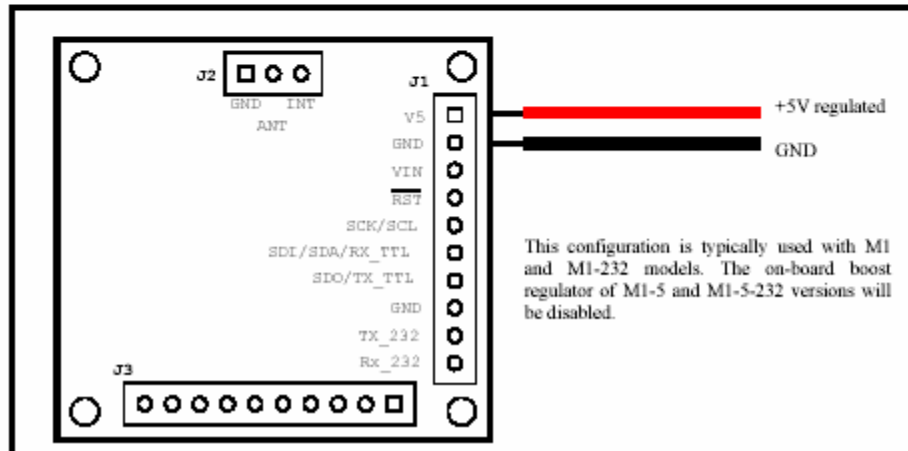 J2
GND INT
ANT
J1
V5
GND
VIN
RST
SCK/SCL
SDI/SDA/RX_TTL
SDO/TX_TTL
GND
TX_232
Rx_232
J3
+5V regulated
GND
This configuration is typically used with M1
and M1-232 models. The on-board boost
regulator of M1-5 and M1-5-232 versions will
be disabled.